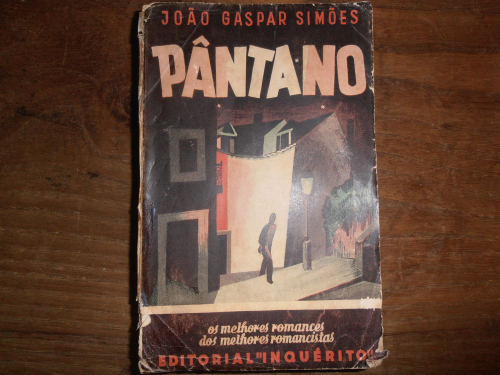 JOÃO GASPAR SIMÕES
PÂNTANO
os melhores romances
dos melhores romancistas
EDITORIAL "INQUÉRITO"